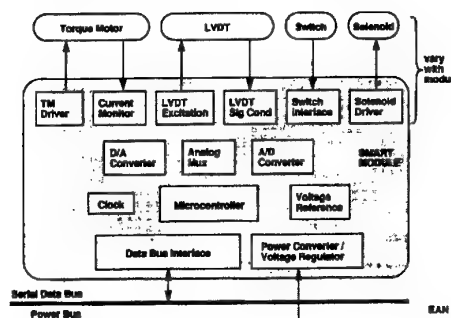 Torque Motor
LVDT
Switch
Solenoid
vary
with
modul
TM
Driver
Current
Monitor
LVDT
Excitation
LVDT
Sig Cond
Switch
Interface
Solenoid
Driver
D/A
Converter
Analog
Mux
A/D
Converter
SMART
MODULE
Clock
Microcontroller
Voltage
Reference
Data Bus Interface
Power Converter /
Voltage Regulator
Serial Data Bus
Power Bus
EAN